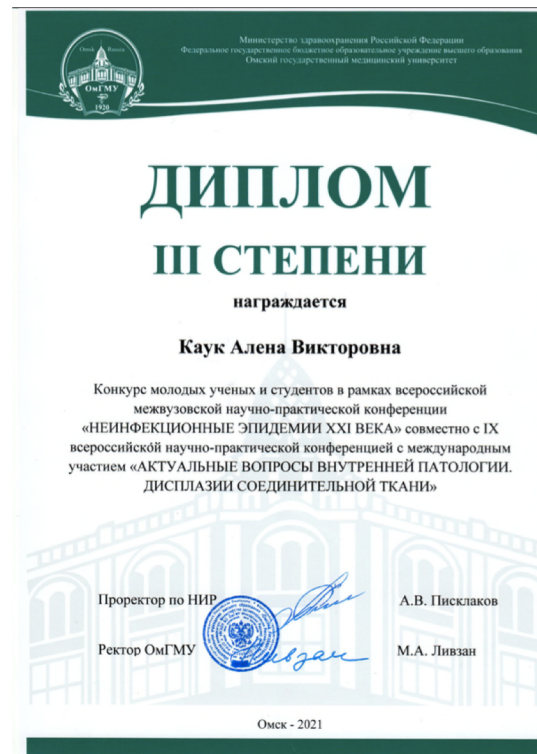 Министерство здравоохранения Российской Федерации
Федеральное государственное бюджетное образовательное учреждение высшего образования
Омский государственный медицинский университет
Omsk Russia
ОмГМУ
1920
ДИПЛОМ
III СТЕПЕНИ
награждается
Каук Алена Викторовна
Конкурс молодых ученых и студентов в рамках всероссийской
межвузовской научно-практической конференции
«НЕИНФЕКЦИОННЫЕ ЭПИДЕМИИ XXI ВЕКА» совместно с IX
всероссийской научно-практической конференцией с международным
участием «АКТУАЛЬНЫЕ ВОПРОСЫ ВНУТРЕННЕЙ ПАТОЛОГИИ.
ДИСПЛАЗИИ СОЕДИНИТЕЛЬНОЙ ТКАНИ»
Проректор по НИР А.В. Писклаков
Ректор ОмГМУ М.А. Ливзан
Омск - 2021